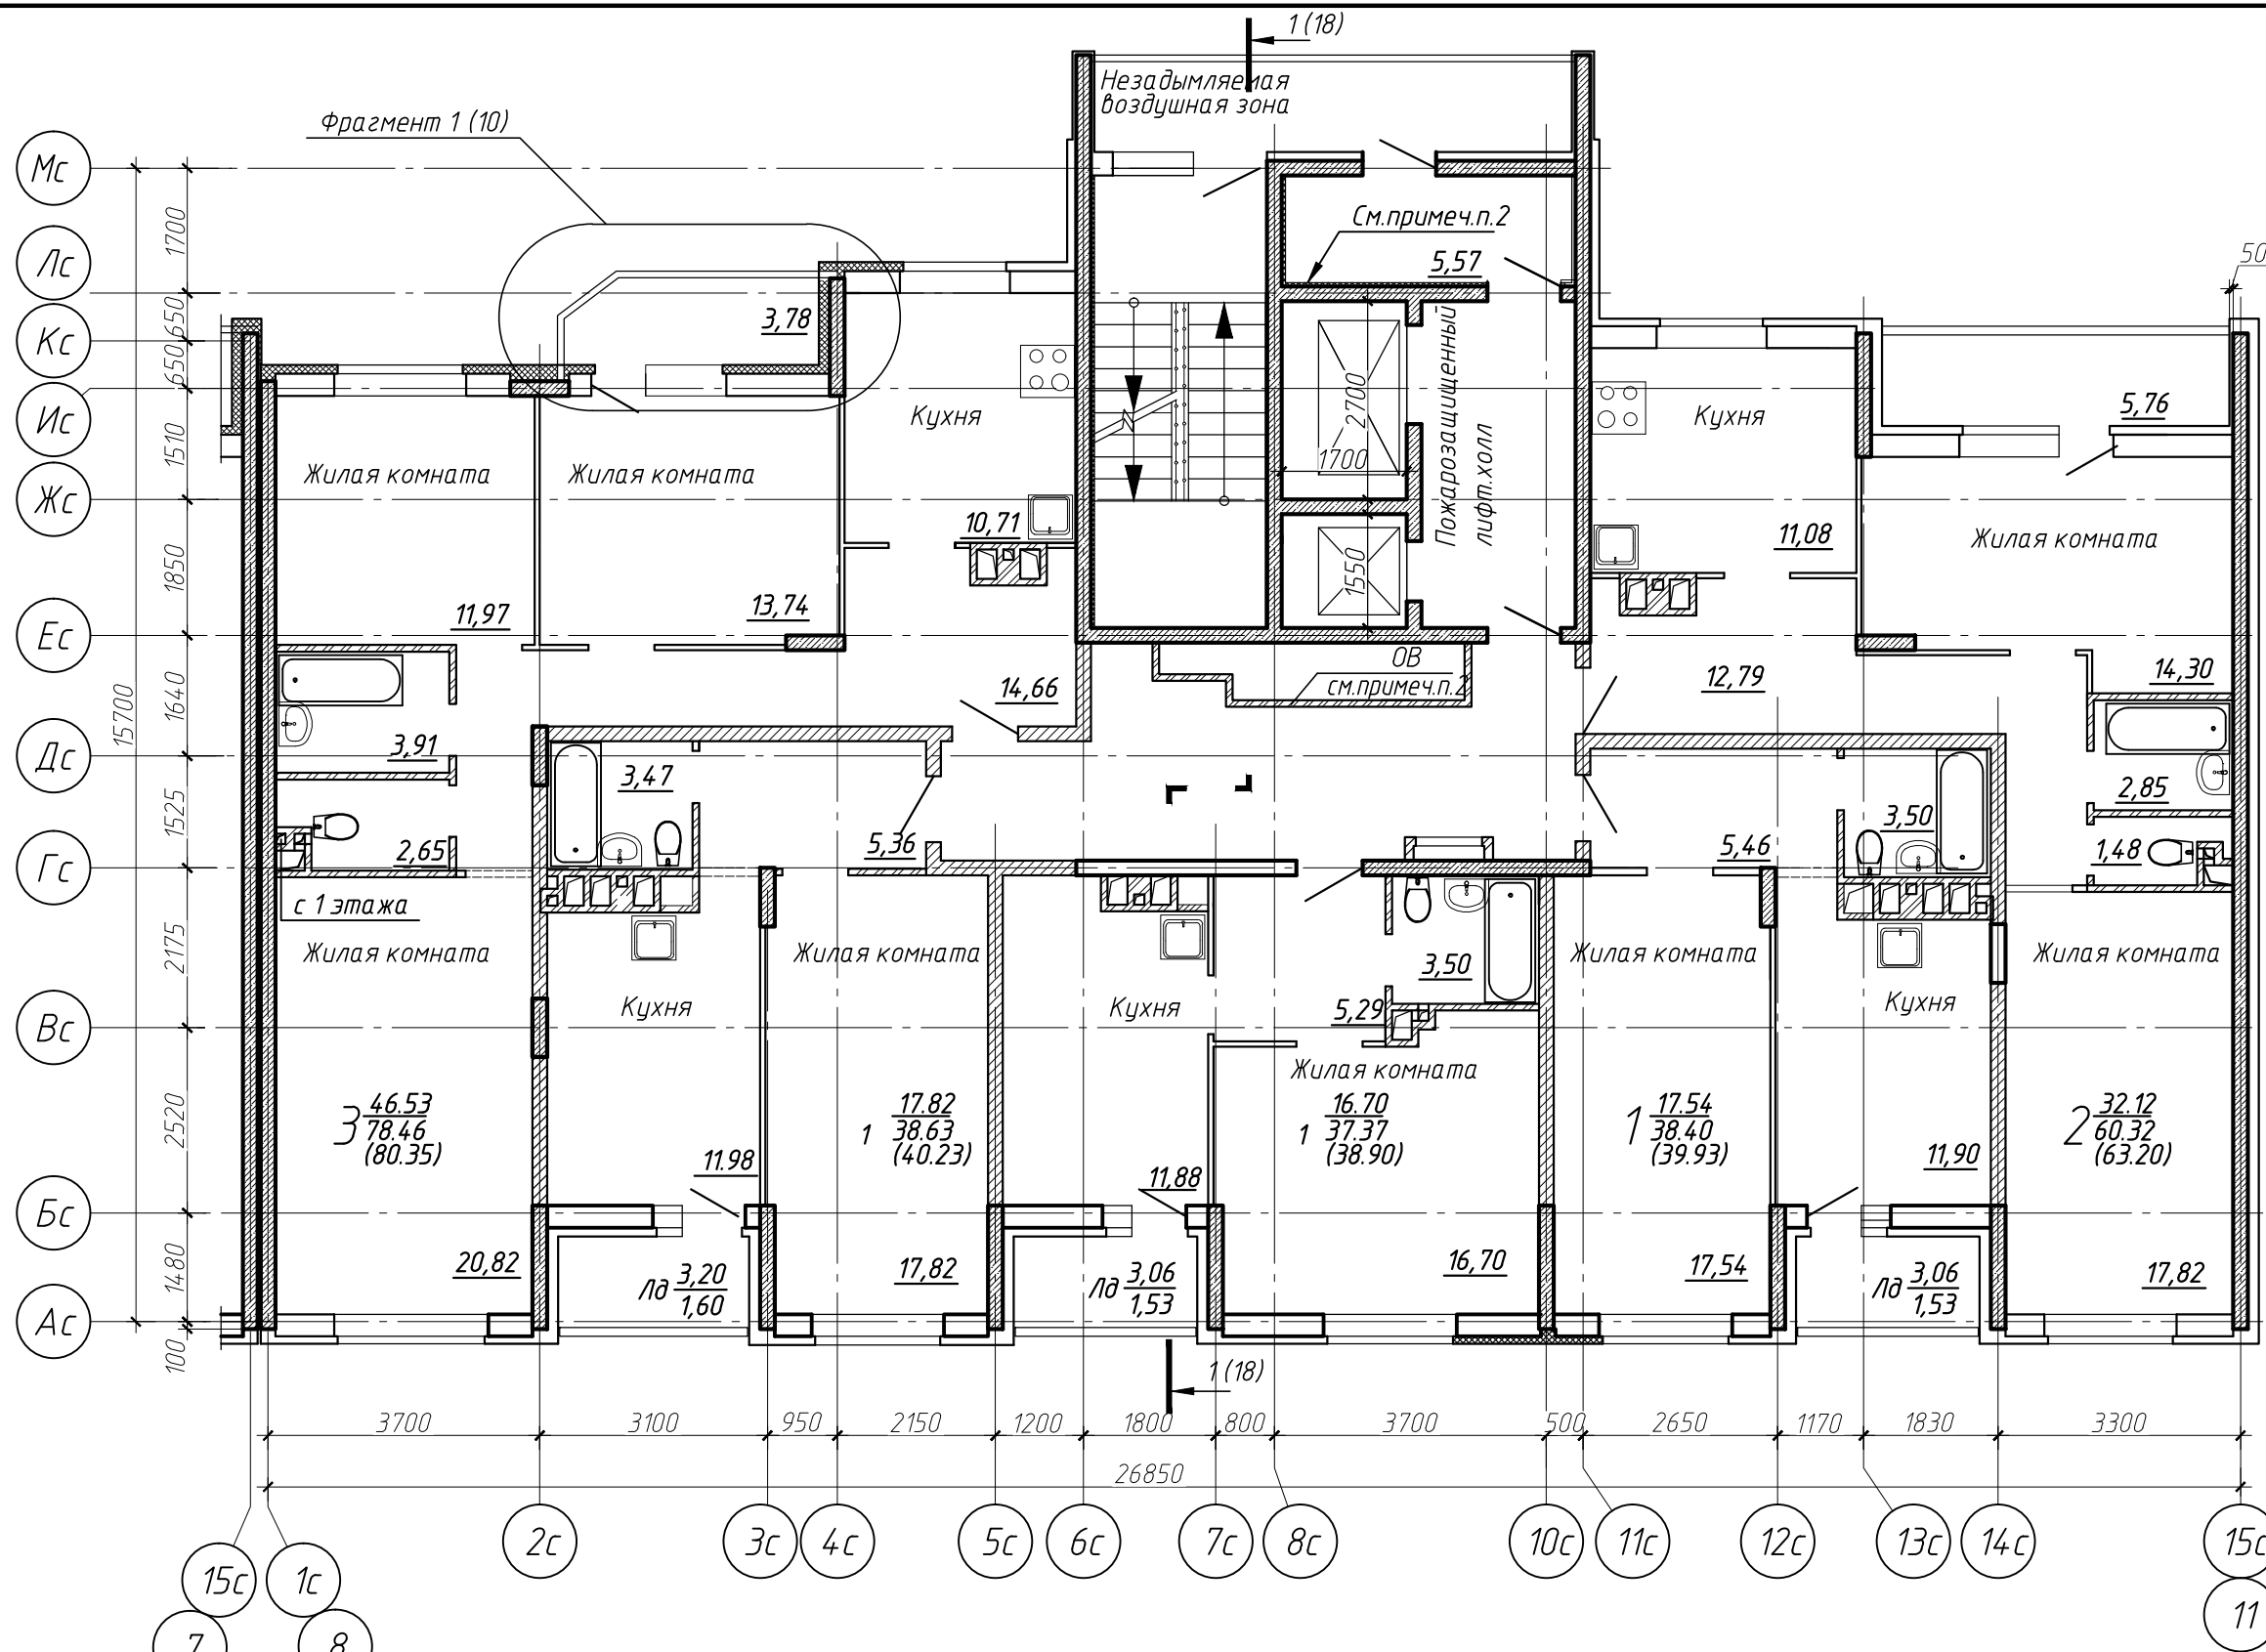 1 (18)
Незадымляемая
воздушная зона
Фрагмент 1 (10)
Мс
Лс
Кс
Ис
Жс
Ес
Дс
Гс
Вс
Бс
Ас
1700
650
650
1510
1850
1640
1525
2175
2520
1480
100
15700
См.примеч.п.2
5,57
50
3,78
Кухня
10,71
Жилая комната
11,97
Жилая комната
13,74
2700
1700
1550
Пожарозащищенный
лифт.холл
Кухня
11,08
5,76
Жилая комната
14,30
14,66
ОВ
см.примеч.п.2
12,79
3,91
2,65
3,47
5,36
5,46
3,50
2,85
1,48
с 1 этажа
Жилая комната
Кухня
Жилая комната
Кухня
3,50
5,29
Жилая комната
Жилая комната
Кухня
Жилая комната
3
46.53
78.46
(80.35)
20,82
11.98
1
17.82
38.63
(40.23)
17,82
11,88
1
16.70
37.37
(38.90)
16,70
1
17.54
38.40
(39.93)
17,54
11,90
2
32.12
60.32
(63.20)
17,82
Лд 3,20
1,60
Лд 3,06
1,53
Лд 3,06
1,53
1 (18)
3700
3100
950
2150
1200
1800
800
3700
500
2650
1170
1830
3300
26850
15с
1с
2с
3с
4с
5с
6с
7с
8с
10с
11с
12с
13с
14с
15с
7
8
11